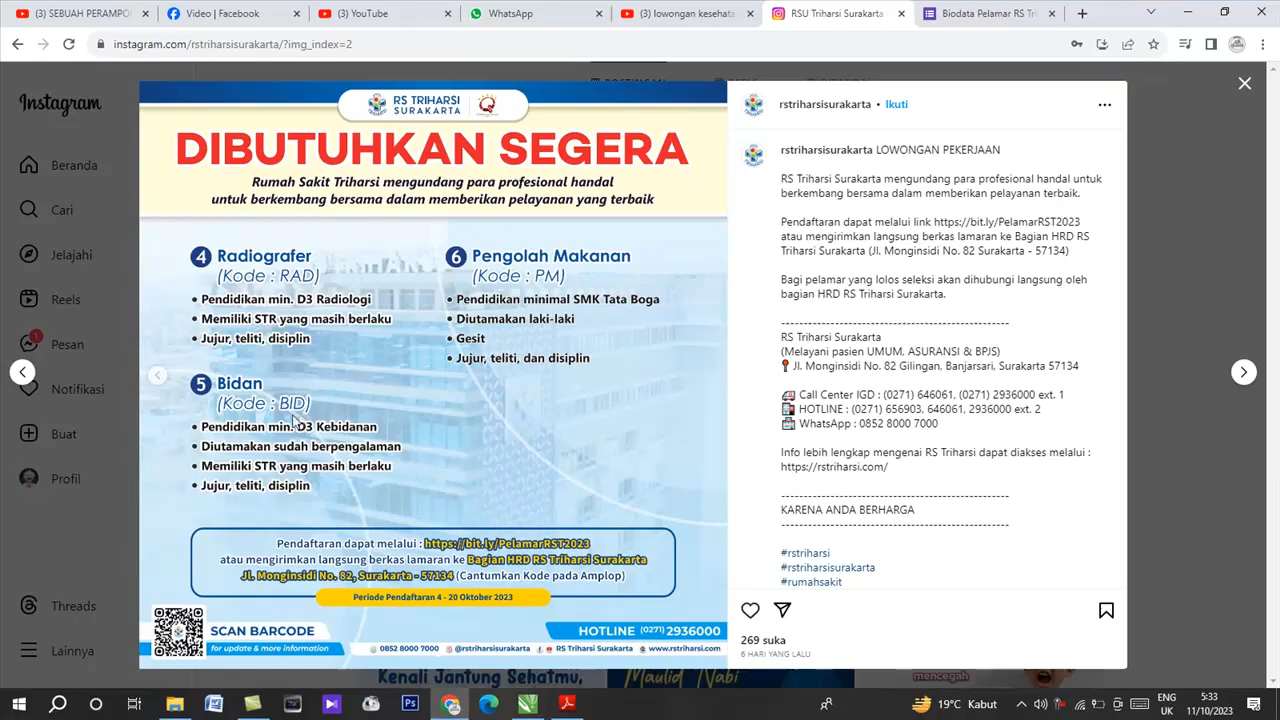 (3) SEBUAH PERAMPOK
Video | Facebook
(3) YouTube
WhatsApp
(3) lowongan kesehata
RSU Triharsi Surakarta
Biodata Pelamar RS Tri
instagram.com/rstriharsisurakarta/?img_index=2
Instagram
Beranda
Cari
Jelajahi
Reels
1
Pesan
Notifikasi
Buat
Profil
Threads
Lainnya
RS TRIHARSI
SURAKARTA
DIBUTUHKAN SEGERA
Rumah Sakit Triharsi mengundang para profesional handal
untuk berkembang bersama dalam memberikan pelayanan yang terbaik
4 Radiografer
(Kode : RAD)
• Pendidikan min. D3 Radiologi
• Memiliki STR yang masih berlaku
• Jujur, teliti, disiplin
5 Bidan
(Kode : BID)
• Pendidikan min. D3 Kebidanan
• Diutamakan sudah berpengalaman
• Memiliki STR yang masih berlaku
• Jujur, teliti, disiplin
6 Pengolah Makanan
(Kode : PM)
• Pendidikan minimal SMK Tata Boga
• Diutamakan laki-laki
• Gesit
• Jujur, teliti, dan disiplin
Pendaftaran dapat melalui : https://bit.ly/PelamarRST2023
atau mengirimkan langsung berkas lamaran ke Bagian HRD RS Triharsi Surakarta
Jl. Monginsidi No. 82, Surakarta - 57134 (Cantumkan Kode pada Amplop)
Periode Pendaftaran 4 - 20 Oktober 2023
SCAN BARCODE
for update & more information
HOTLINE (0271) 2936000
0852 8000 7000 @rstriharsisurakarta RS Triharsi Surakarta www.rstriharsi.com
rstriharsisurakarta • Ikuti
rstriharsisurakarta LOWONGAN PEKERJAAN
RS Triharsi Surakarta mengundang para profesional handal untuk
berkembang bersama dalam memberikan pelayanan terbaik.
Pendaftaran dapat melalui link https://bit.ly/PelamarRST2023
atau mengirimkan langsung berkas lamaran ke Bagian HRD RS
Triharsi Surakarta (Jl. Monginsidi No. 82 Surakarta - 57134)
Bagi pelamar yang lolos seleksi akan dihubungi langsung oleh
bagian HRD RS Triharsi Surakarta.
--------------------------------------------------
RS Triharsi Surakarta
(Melayani pasien UMUM, ASURANSI & BPJS)
📍 Jl. Monginsidi No. 82 Gilingan, Banjarsari, Surakarta 57134
🚑 Call Center IGD : (0271) 646061, (0271) 2936000 ext. 1
HOTLINE : (0271) 656903, 646061, 2936000 ext. 2
WhatsApp : 0852 8000 7000
Info lebih lengkap mengenai RS Triharsi dapat diakses melalui :
https://rstriharsi.com/
--------------------------------------------------
KARENA ANDA BERHARGA
--------------------------------------------------
#rstriharsi
#rstriharsisurakarta
#rumahsakit
269 suka
6 HARI YANG LALU
Kenali Jantung Sehatmu,
Maulid Nabi
mencegah
19°C Kabut
ENG
UK
5:33
11/10/2023